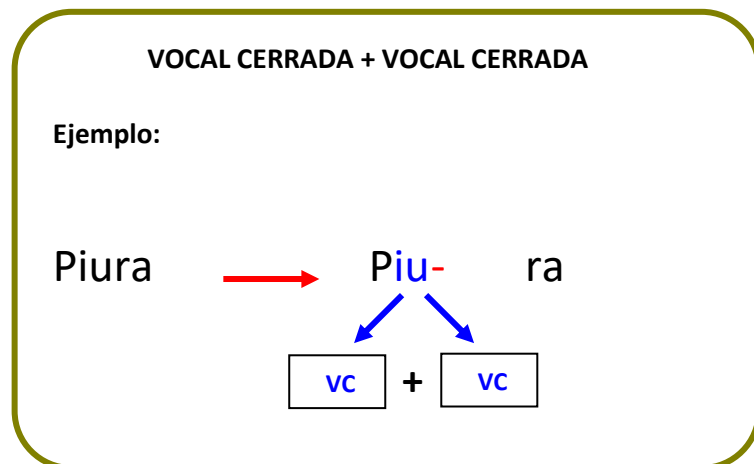 VOCAL CERRADA + VOCAL CERRADA
Ejemplo:
Piura Piu- ra
VC + VC